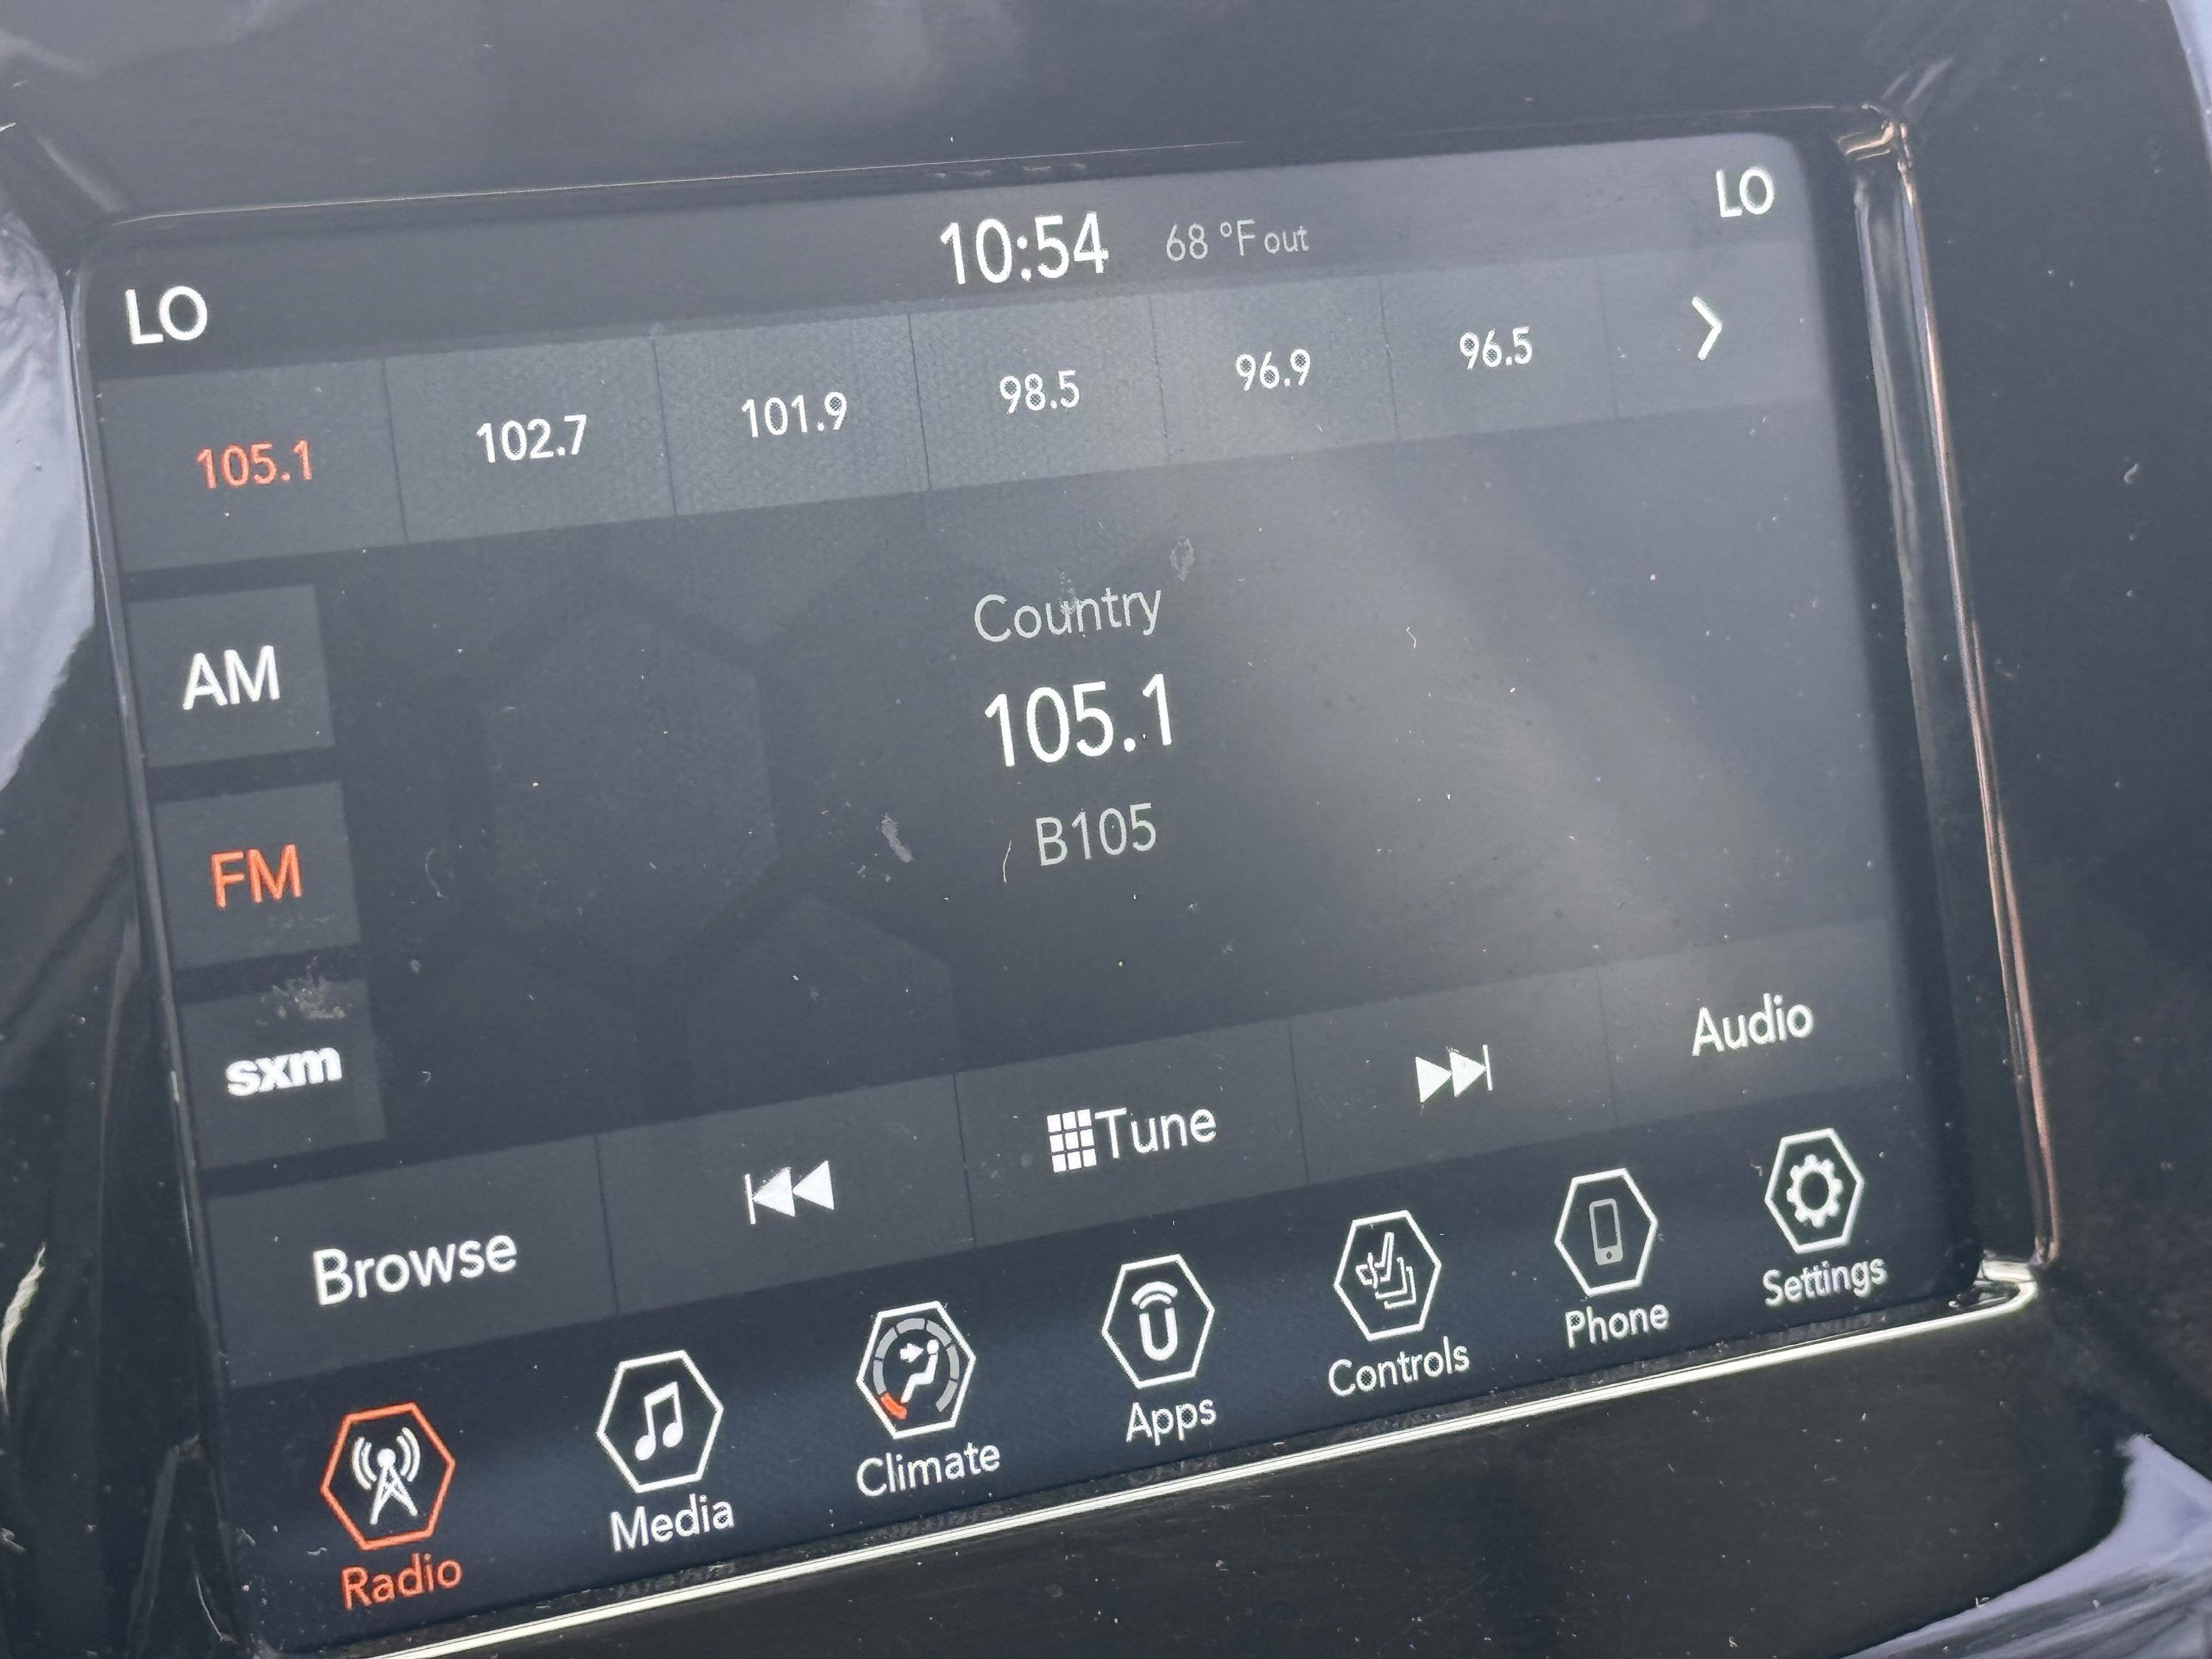 LO 10:54 68 °F out LO
105.1 102.7 101.9 98.5 96.9 96.5
Country
AM
105.1
FM
B105
sxm
Browse Tune Audio
Radio Media Climate Apps Controls Phone Settings